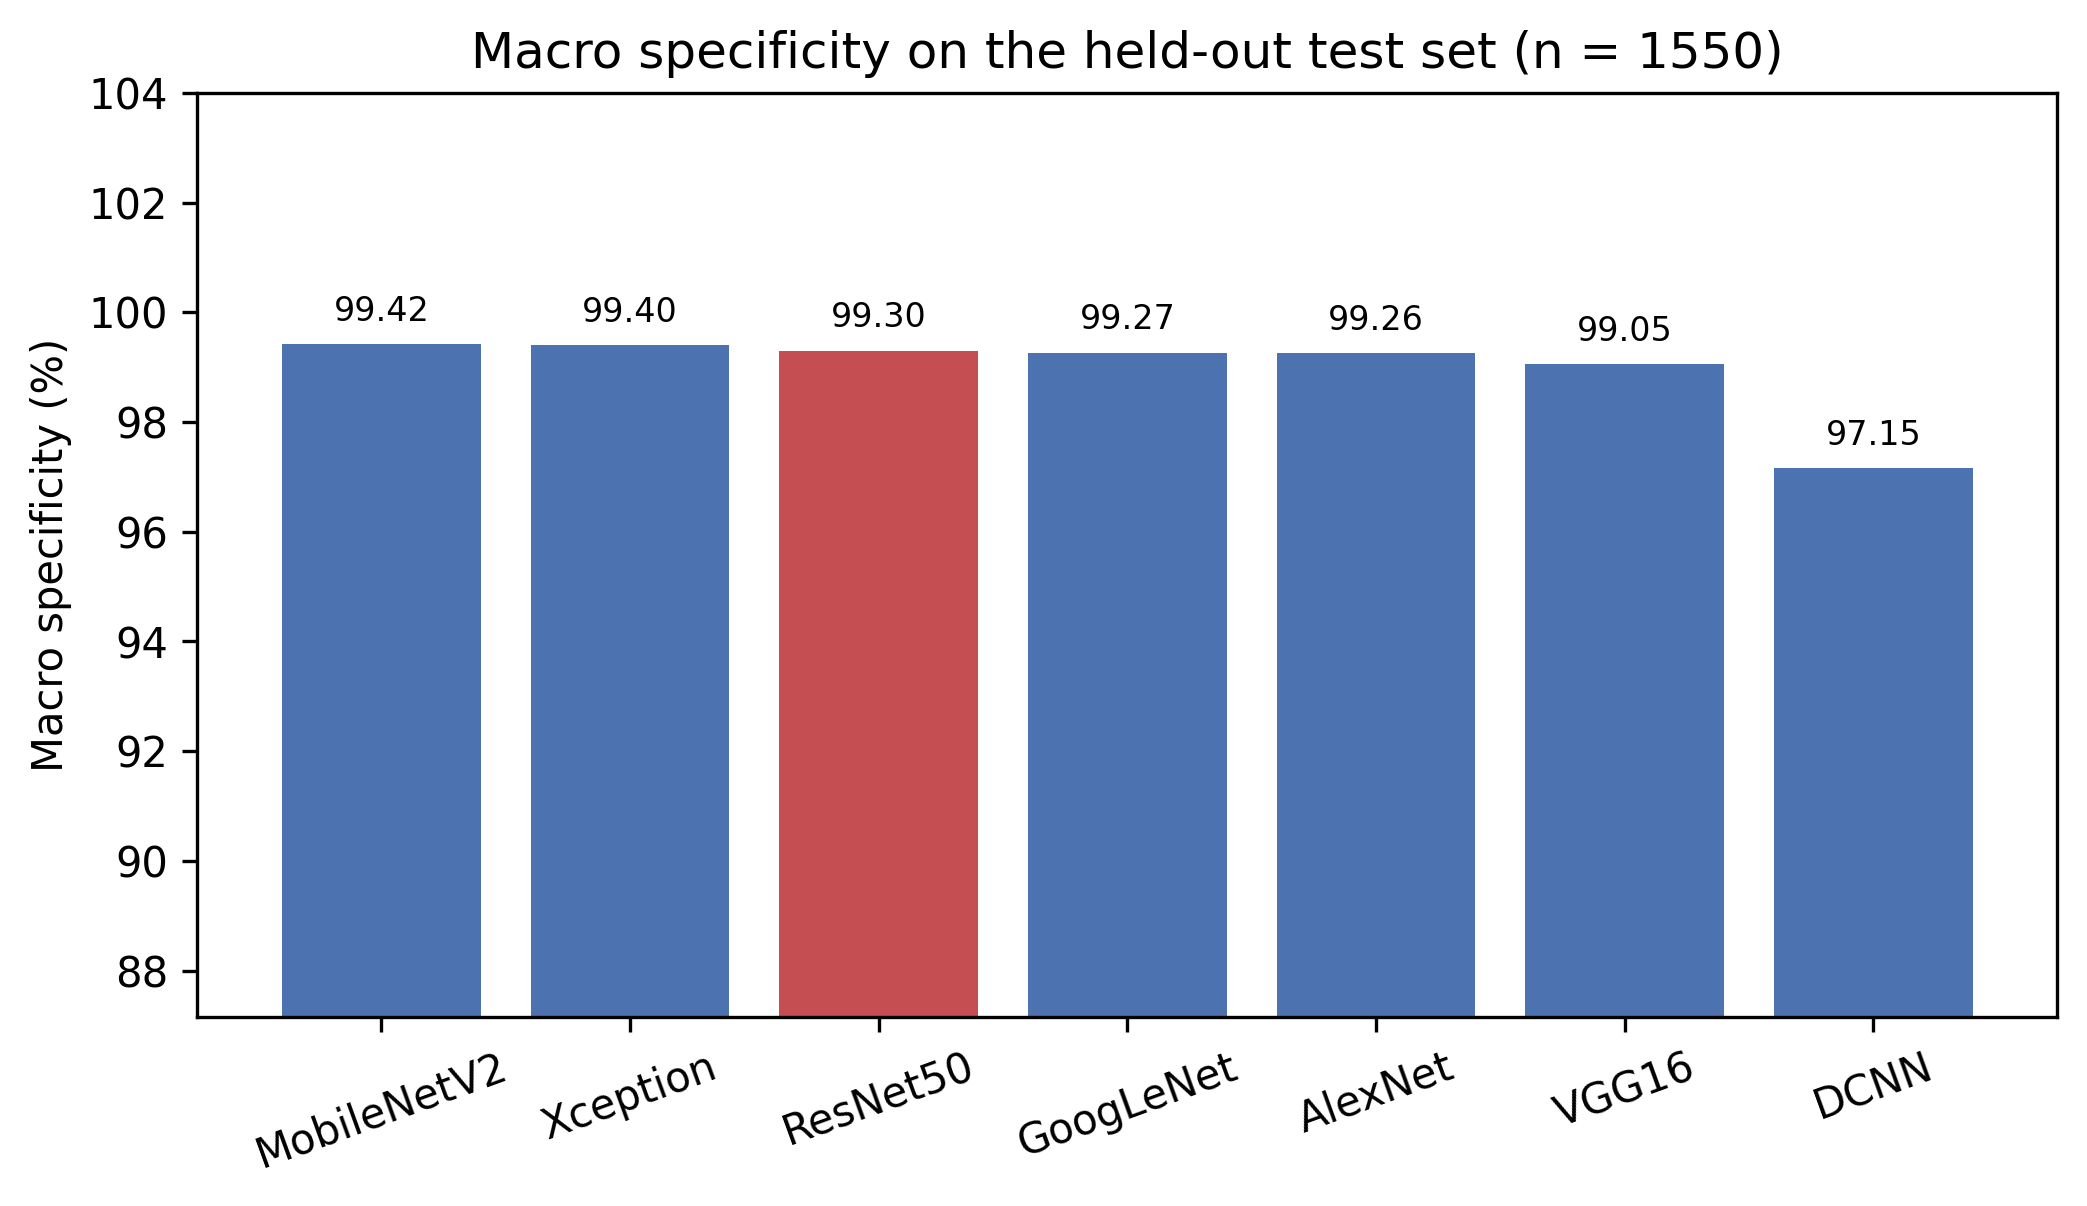 Macro specificity on the held-out test set (n = 1550)
Macro specificity (%)
104
102
100
98
96
94
92
90
88
99.42
99.40
99.30
99.27
99.26
99.05
97.15
MobileNetV2
Xception
ResNet50
GoogLeNet
AlexNet
VGG16
DCNN